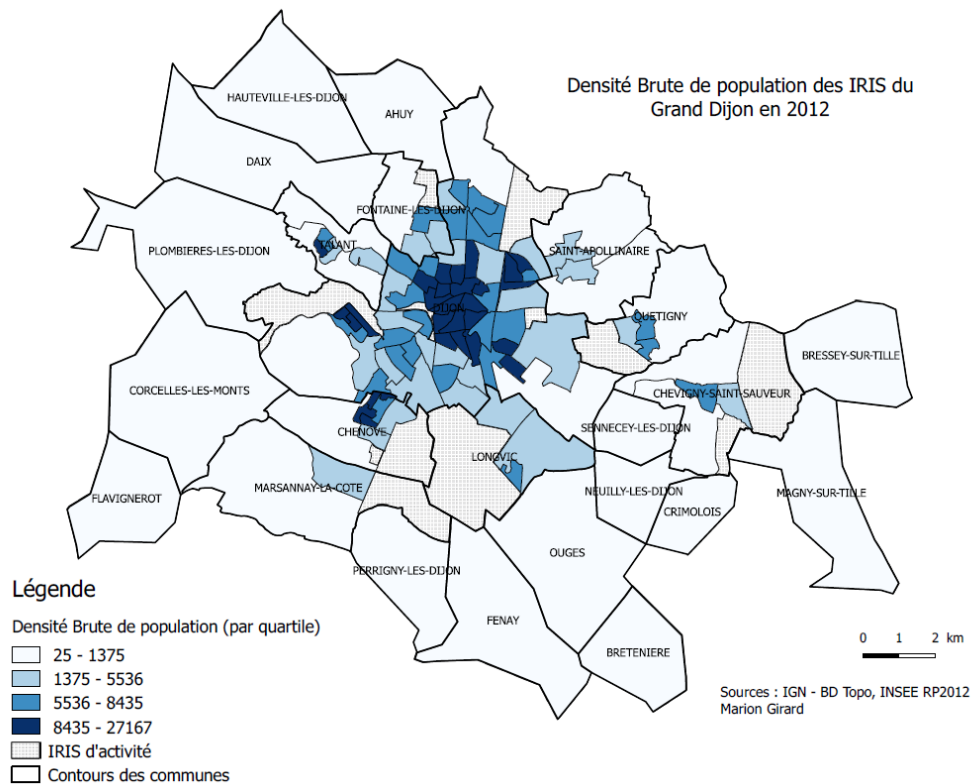 Densité Brute de population des IRIS du
Grand Dijon en 2012
HAUTEVILLE-LES-DIJON
AHUY
DAIX
FONTAINE-LES-DIJON
TALANT
SAINT-APOLLINAIRE
PLOMBIERES-LES-DIJON
DIJON
QUETIGNY
BRESSEY-SUR-TILLE
CORCELLES-LES-MONTS
CHEVIGNY-SAINT-SAUVEUR
CHENOVE
SENNECEY-LES-DIJON
LONGVIC
MARSANNAY-LA-COTE
NEUILLY-LES-DIJON
MAGNY-SUR-TILLE
FLAVIGNEROT
CRIMOLOIS
OUGES
PERRIGNY-LES-DIJON
FENAY
BRETENIERE
Légende
Densité Brute de population (par quartile)
25 - 1375
1375 - 5536
5536 - 8435
8435 - 27167
IRIS d'activité
Contours des communes
0 1 2 km
Sources : IGN - BD Topo, INSEE RP2012
Marion Girard